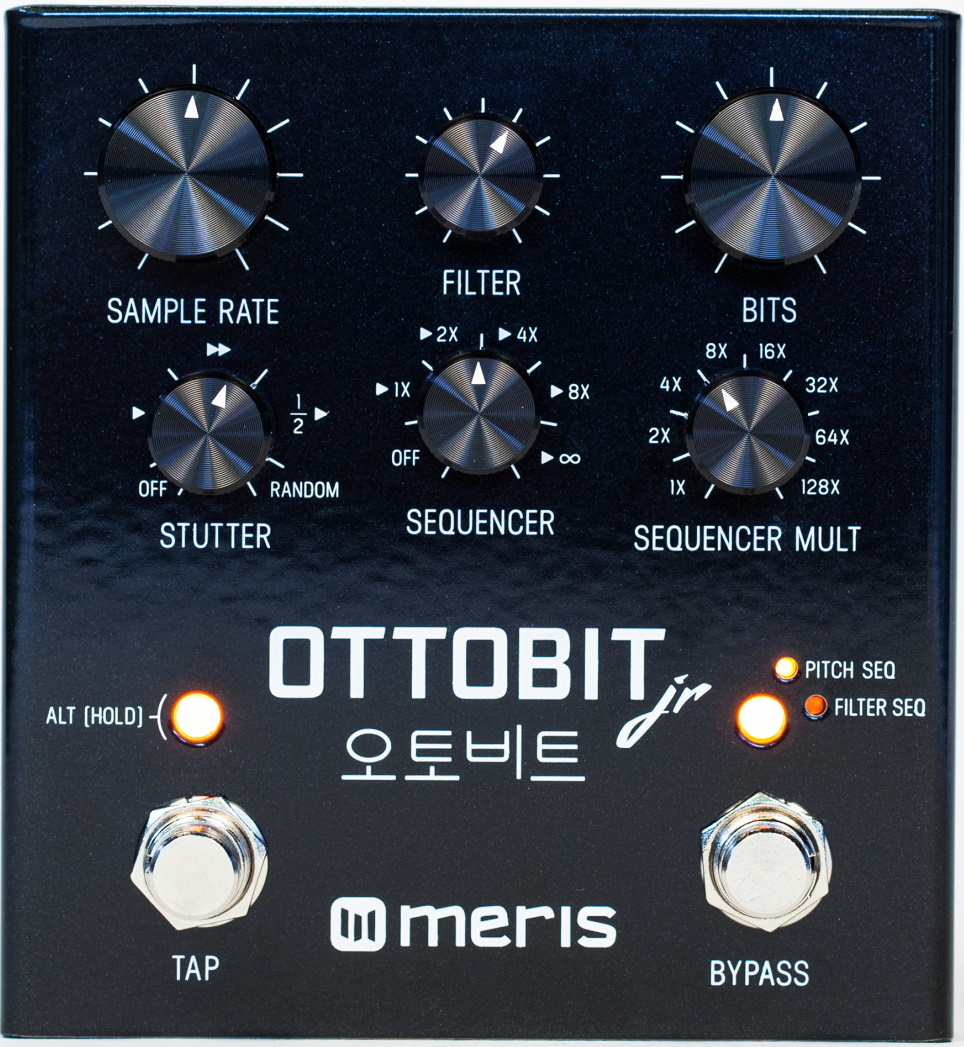 SAMPLE RATE
FILTER
BITS
OFF
1
2
RANDOM
STUTTER
OFF
1X
2X
4X
8X
∞
SEQUENCER
1X
2X
4X
8X
16X
32X
64X
128X
SEQUENCER MULT
OTTOBIT jr
오토비트
ALT [HOLD]
PITCH SEQ
FILTER SEQ
TAP
meris
BYPASS